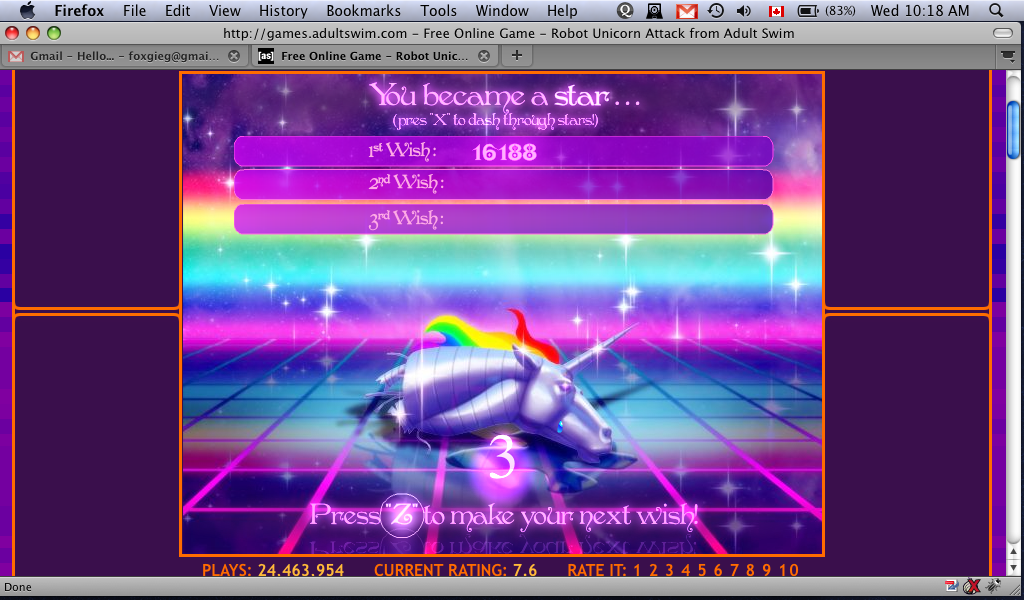 Firefox File Edit View History Bookmarks Tools Window Help (83%) Wed 10:18 AM
http://games.adultswim.com – Free Online Game – Robot Unicorn Attack from Adult Swim
Gmail – Hello... – foxgieg@gmai... [as] Free Online Game – Robot Unic... +
You became a star...
(pres "X" to dash through stars!)
1st Wish: 16188
2nd Wish:
3rd Wish:
3
Press "Z" to make your next wish!
PLAYS: 24,463,954 CURRENT RATING: 7.6 RATE IT: 1 2 3 4 5 6 7 8 9 10
Done